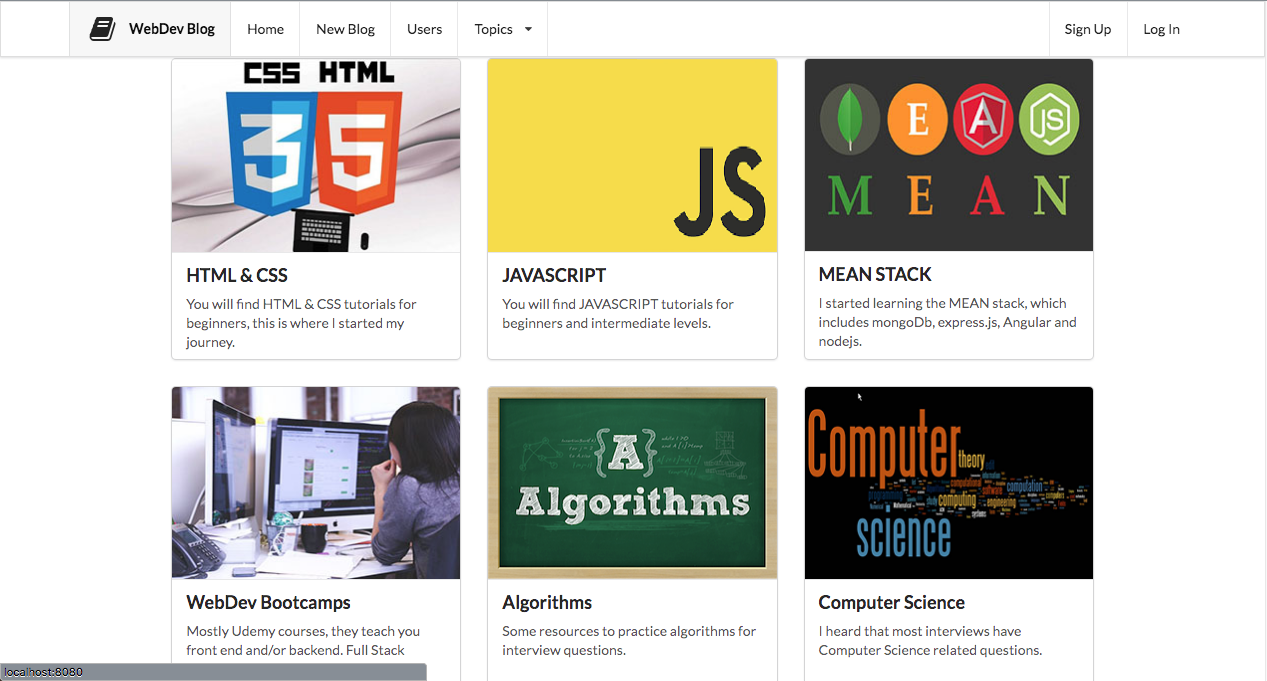 WebDev Blog
Home
New Blog
Users
Topics
Sign Up
Log In
CSS HTML
3 5
JS
E A JS
M E A N
HTML & CSS
You will find HTML & CSS tutorials for
beginners, this is where I started my
journey.
JAVASCRIPT
You will find JAVASCRIPT tutorials for
beginners and intermediate levels.
MEAN STACK
I started learning the MEAN stack, which
includes mongoDb, express.js, Angular and
nodejs.
{A}
Algorithms
Computer
theory
computational
software
computation
computing
engineering
science
WebDev Bootcamps
Mostly Udemy courses, they teach you
front end and/or backend. Full Stack
Algorithms
Some resources to practice algorithms for
interview questions.
Computer Science
I heard that most interviews have
Computer Science related questions.
localhost:8080